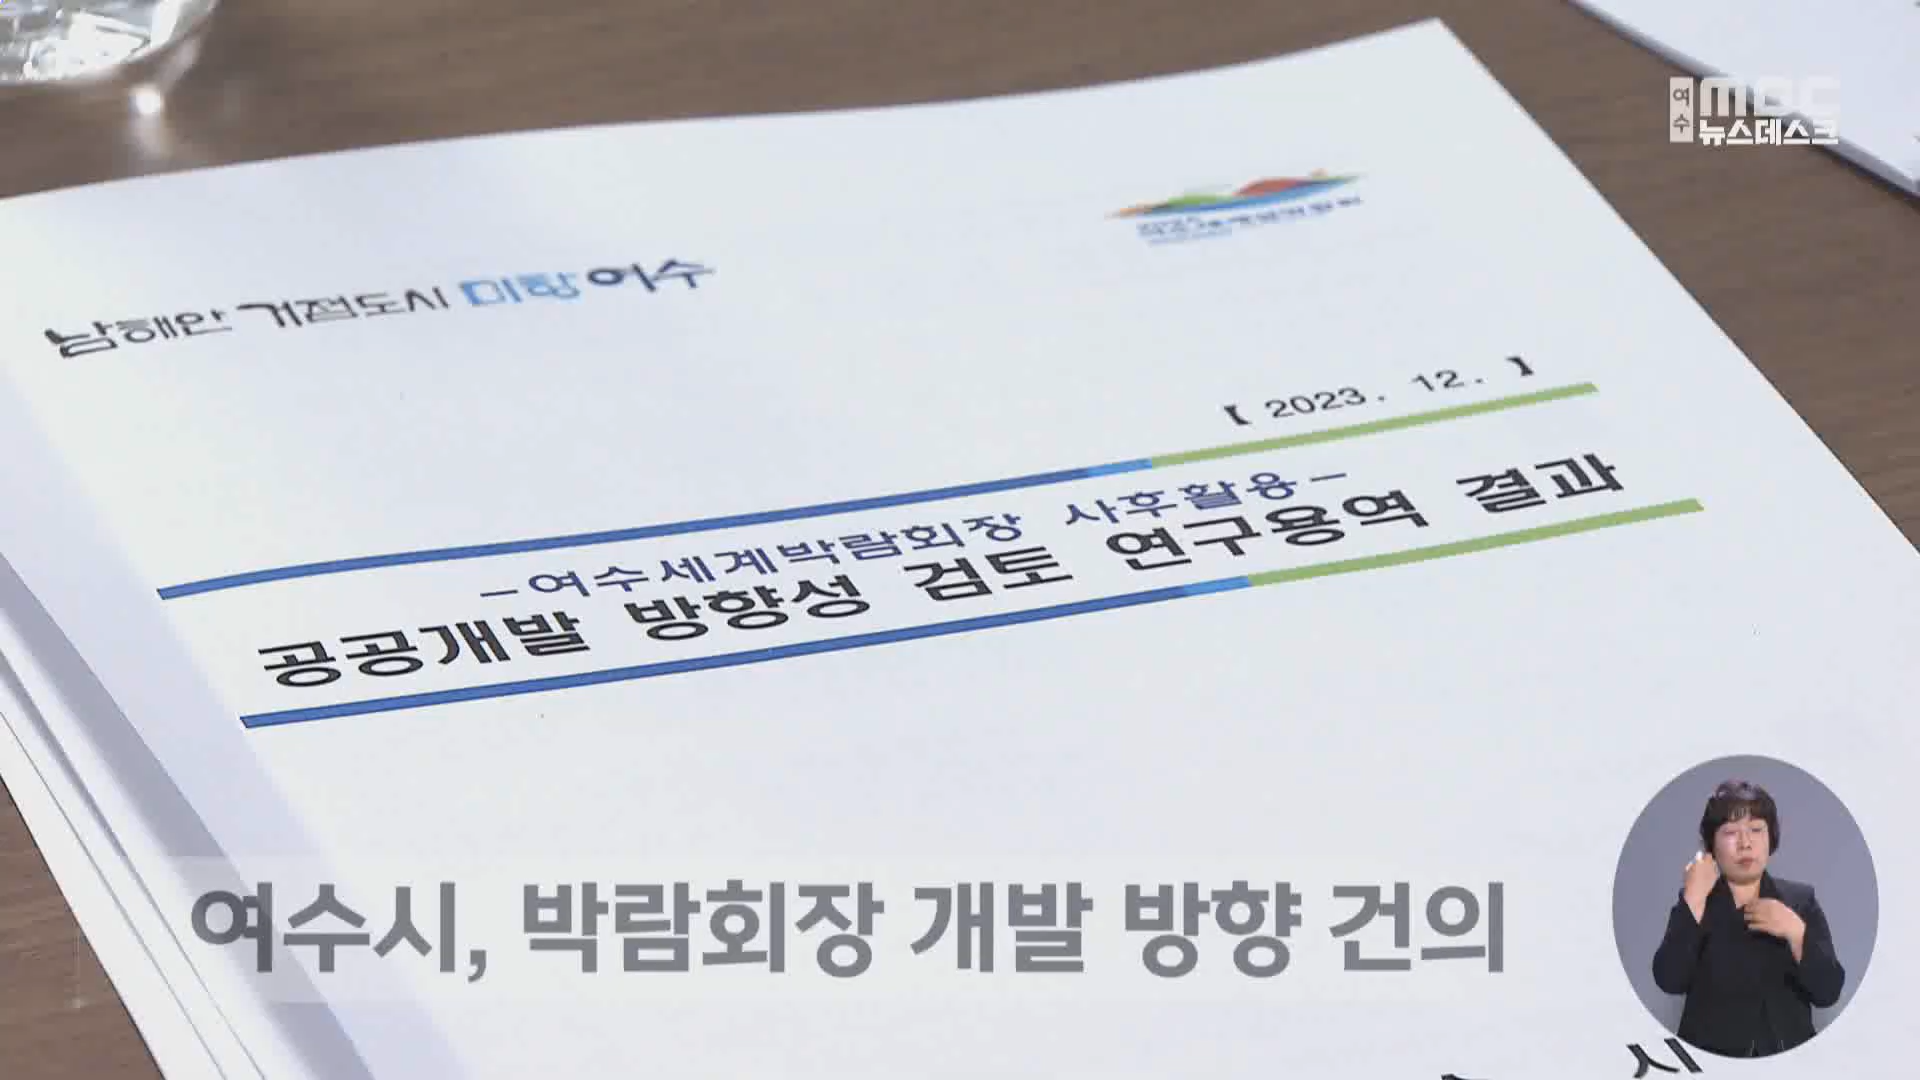 여수 MBC
뉴스데스크
남해안 거점도시 미항 여수
【 2023. 12. 】
-여수세계박람회장 사후활용-
공공개발 방향성 검토 연구용역 결과
여수시, 박람회장 개발 방향 건의
시